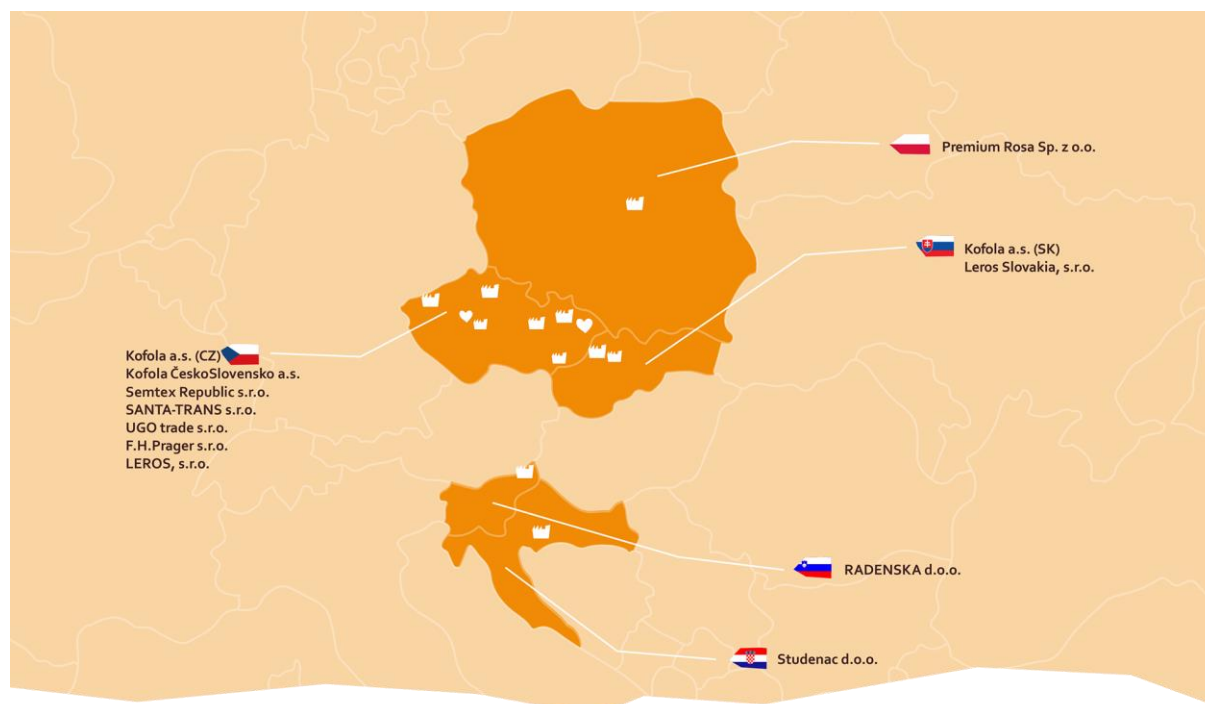 Premium Rosa Sp. z o.o.
Kofola a.s. (SK)
Leros Slovakia, s.r.o.
Kofola a.s. (CZ)
Kofola ČeskoSlovensko a.s.
Semtex Republic s.r.o.
SANTA-TRANS s.r.o.
UGO trade s.r.o.
F.H.Prager s.r.o.
LEROS, s.r.o.
RADENSKA d.o.o.
Studenac d.o.o.